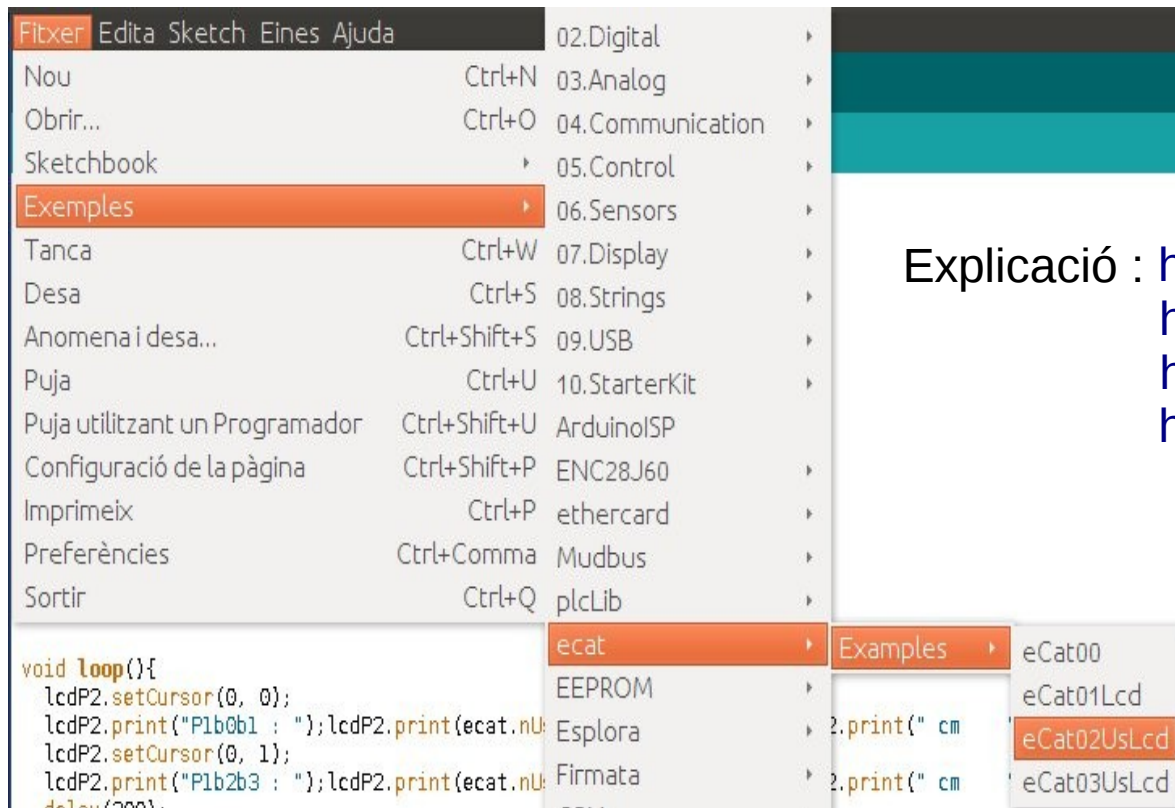 Fitxer Edita Sketch Eines Ajuda
Nou Ctrl+N
Obrir... Ctrl+O
Sketchbook
Exemples
Tanca Ctrl+W
Desa Ctrl+S
Anomena i desa... Ctrl+Shift+S
Puja Ctrl+U
Puja utilitzant un Programador Ctrl+Shift+U
Configuració de la pàgina Ctrl+Shift+P
Imprimeix Ctrl+P
Preferències Ctrl+Comma
Sortir Ctrl+Q
02.Digital
03.Analog
04.Communication
05.Control
06.Sensors
07.Display
08.Strings
09.USB
10.StarterKit
ArduinoISP
ENC28J60
ethercard
Mudbus
plcLib
ecat
EEPROM
Esplora
Firmata
Examples
eCat00
eCat01Lcd
eCat02UsLcd
eCat03UsLcd
Explicació : h
h
h
h
void loop(){
lcdP2.setCursor(0, 0);
lcdP2.print("P1b0b1 : ");lcdP2.print(ecat.nU .print(" cm
lcdP2.setCursor(0, 1);
lcdP2.print("P1b2b3 : ");lcdP2.print(ecat.nU .print(" cm